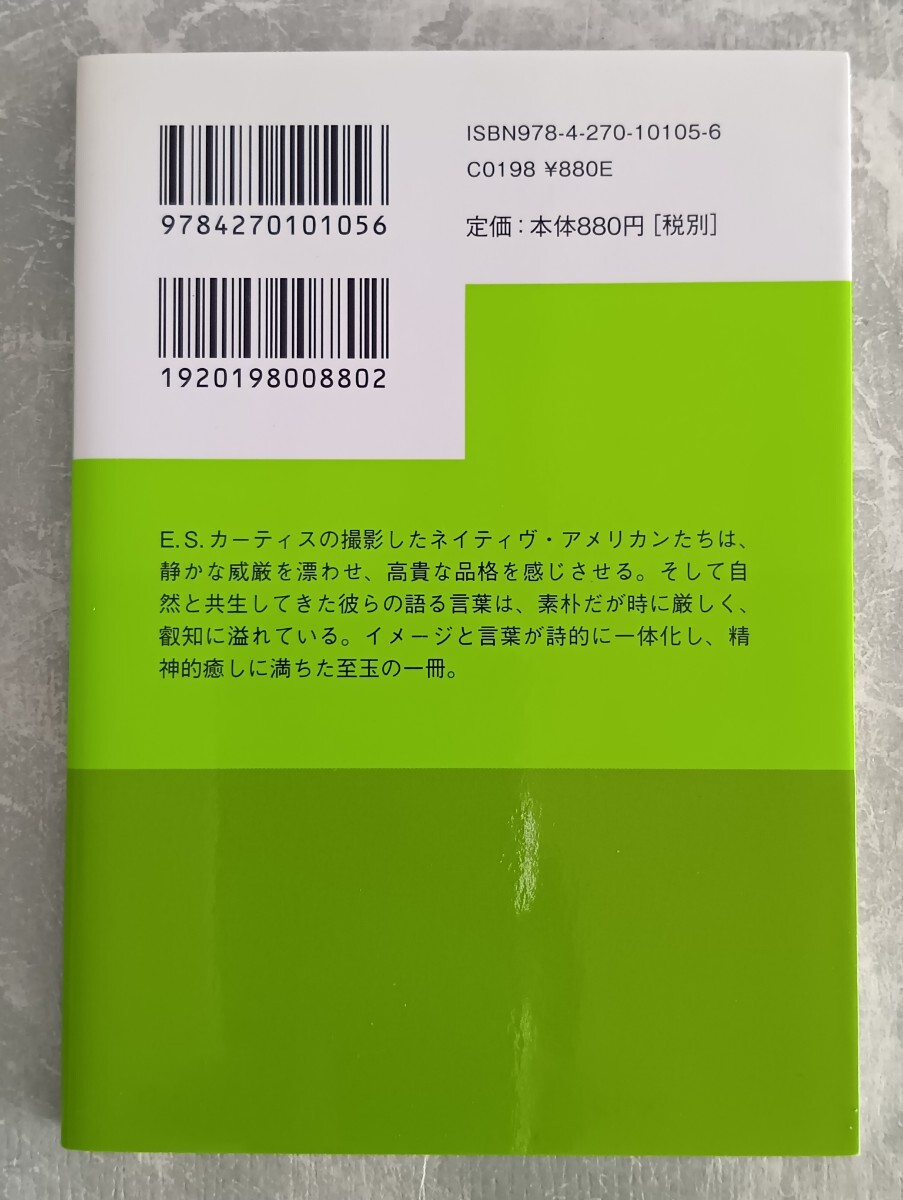 ISBN978-4-270-10105-6
C0198 ¥880E
9784270101056
定価：本体880円［税別］
1920198008802
E.S.カーティスの撮影したネイティヴ・アメリカンたちは、
静かな威厳を漂わせ、高貴な品格を感じさせる。そして自
然と共生してきた彼らの語る言葉は、素朴だが時に厳しく、
叡知に溢れている。イメージと言葉が詩的に一体化し、精
神的癒しに満ちた至玉の一冊。